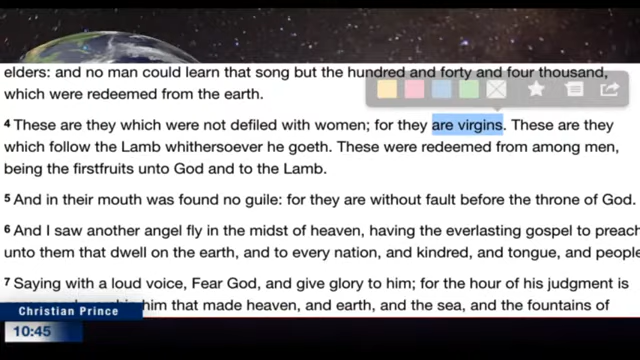 elders: and no man could learn that song but the hundred and forty and four thousand,
which were redeemed from the earth.
4 These are they which were not defiled with women; for they are virgins. These are they
which follow the Lamb whithersoever he goeth. These were redeemed from among men,
being the firstfruits unto God and to the Lamb.
5 And in their mouth was found no guile: for they are without fault before the throne of God.
6 And I saw another angel fly in the midst of heaven, having the everlasting gospel to preach
unto them that dwell on the earth, and to every nation, and kindred, and tongue, and people
7 Saying with a loud voice, Fear God, and give glory to him; for the hour of his judgment is
him that made heaven, and earth, and the sea, and the fountains of
Christian Prince
10:45